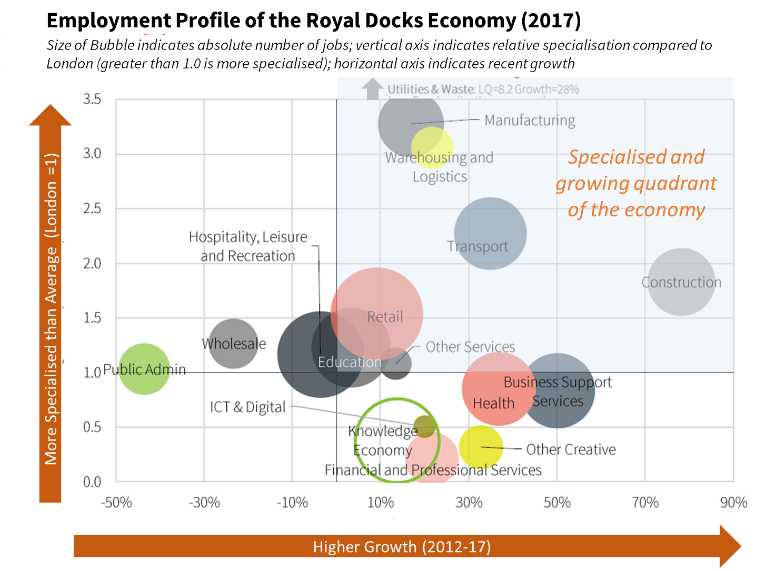 Employment Profile of the Royal Docks Economy (2017)
Size of Bubble indicates absolute number of jobs; vertical axis indicates relative specialisation compared to
London (greater than 1.0 is more specialised); horizontal axis indicates recent growth
Utilities & Waste: LQ=8.2 Growth=28%
More Specialised than Average (London =1)
3.5
3.0
2.5
2.0
1.5
1.0
0.5
0.0
Manufacturing
Warehousing and
Logistics
Specialised and
growing quadrant
of the economy
Hospitality, Leisure
and Recreation
Transport
Construction
Retail
Wholesale
Other Services
Education
Public Admin
Business Support
Services
Health
ICT & Digital
Knowledge
Economy
Other Creative
Financial and Professional Services
-50%
-30%
-10%
10%
30%
50%
70%
90%
Higher Growth (2012-17)